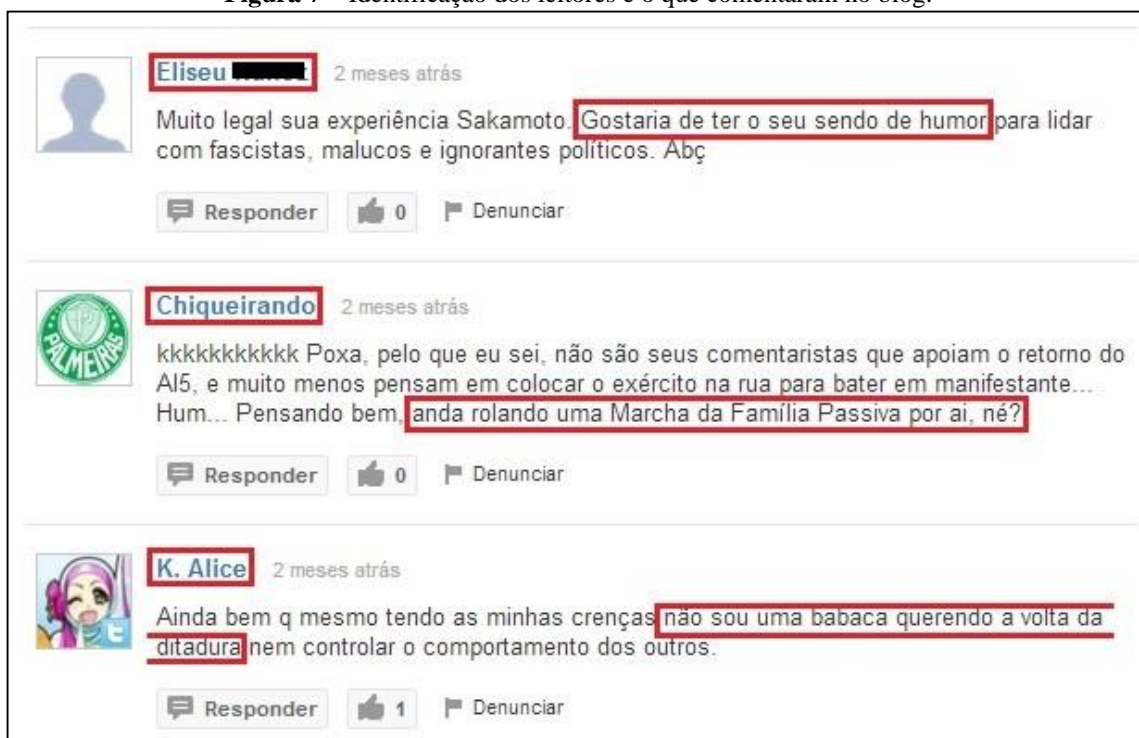 Figura 7 – Identificação dos leitores e o que comentaram no blog.
Eliseu 2 meses atrás
Muito legal sua experiência Sakamoto. Gostaria de ter o seu sendo de humor para lidar
com fascistas, malucos e ignorantes políticos. Abç
Responder 0 Denunciar
Chiqueirando 2 meses atrás
PALMEIRAS
kkkkkkkkkkk Poxa, pelo que eu sei, não são seus comentaristas que apoiam o retorno do
AI5, e muito menos pensam em colocar o exército na rua para bater em manifestante...
Hum... Pensando bem, anda rolando uma Marcha da Família Passiva por ai, né?
Responder 0 Denunciar
K. Alice 2 meses atrás
Ainda bem q mesmo tendo as minhas crenças não sou uma babaca querendo a volta da
ditadura nem controlar o comportamento dos outros.
Responder 1 Denunciar